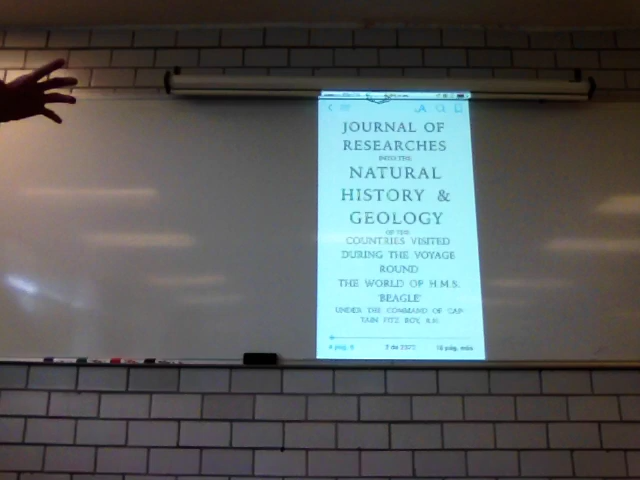 JOURNAL OF
RESEARCHES
INTO THE
NATURAL
HISTORY &
GEOLOGY
OF THE
COUNTRIES VISITED
DURING THE VOYAGE
ROUND
THE WORLD OF H.M.S.
'BEAGLE'
UNDER THE COMMAND OF CAP-
TAIN FITZ ROY, R.N.